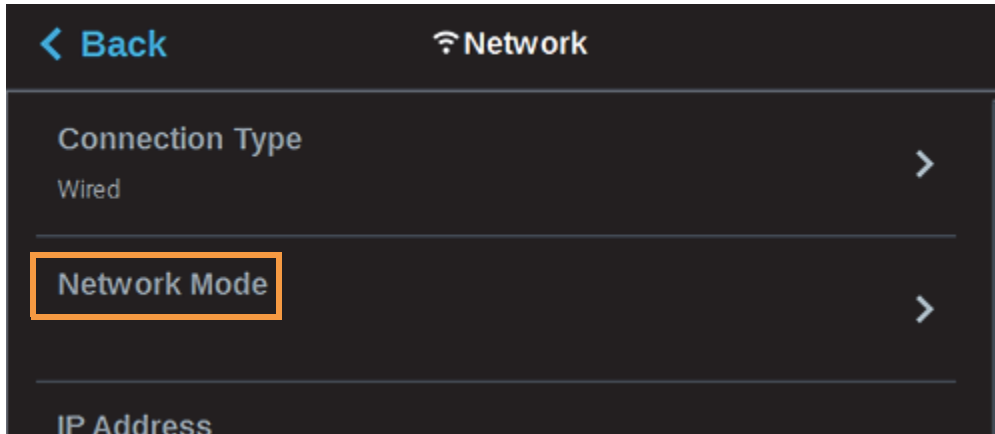 Back
Network
Connection Type
Wired
Network Mode
IP Address